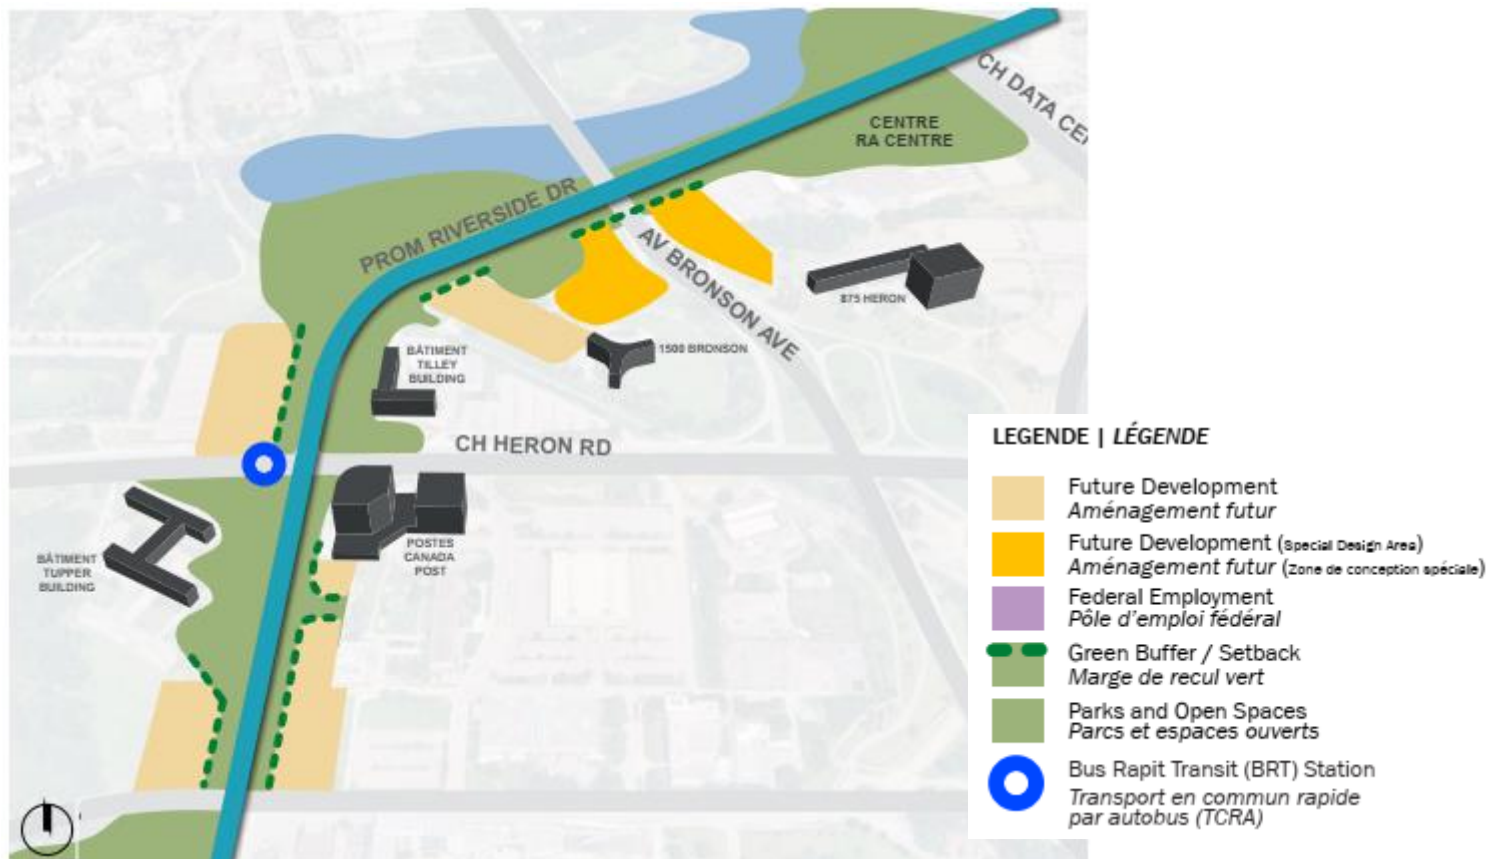 CH DATA CE
CENTRE
RA CENTRE
PROM RIVERSIDE DR
AV BRONSON AVE
875 HERON
1500 BRONSON
BÂTIMENT
TILLEY
BUILDING
CH HERON RD
POSTES
CANADA
POST
BÂTIMENT
TUPPER
BUILDING
LEGENDE | LÉGENDE
Future Development
Aménagement futur
Future Development (Special Design Area)
Aménagement futur (Zone de conception spéciale)
Federal Employment
Pôle d'emploi fédéral
Green Buffer / Setback
Marge de recul vert
Parks and Open Spaces
Parcs et espaces ouverts
Bus Rapit Transit (BRT) Station
Transport en commun rapide
par autobus (TCRA)